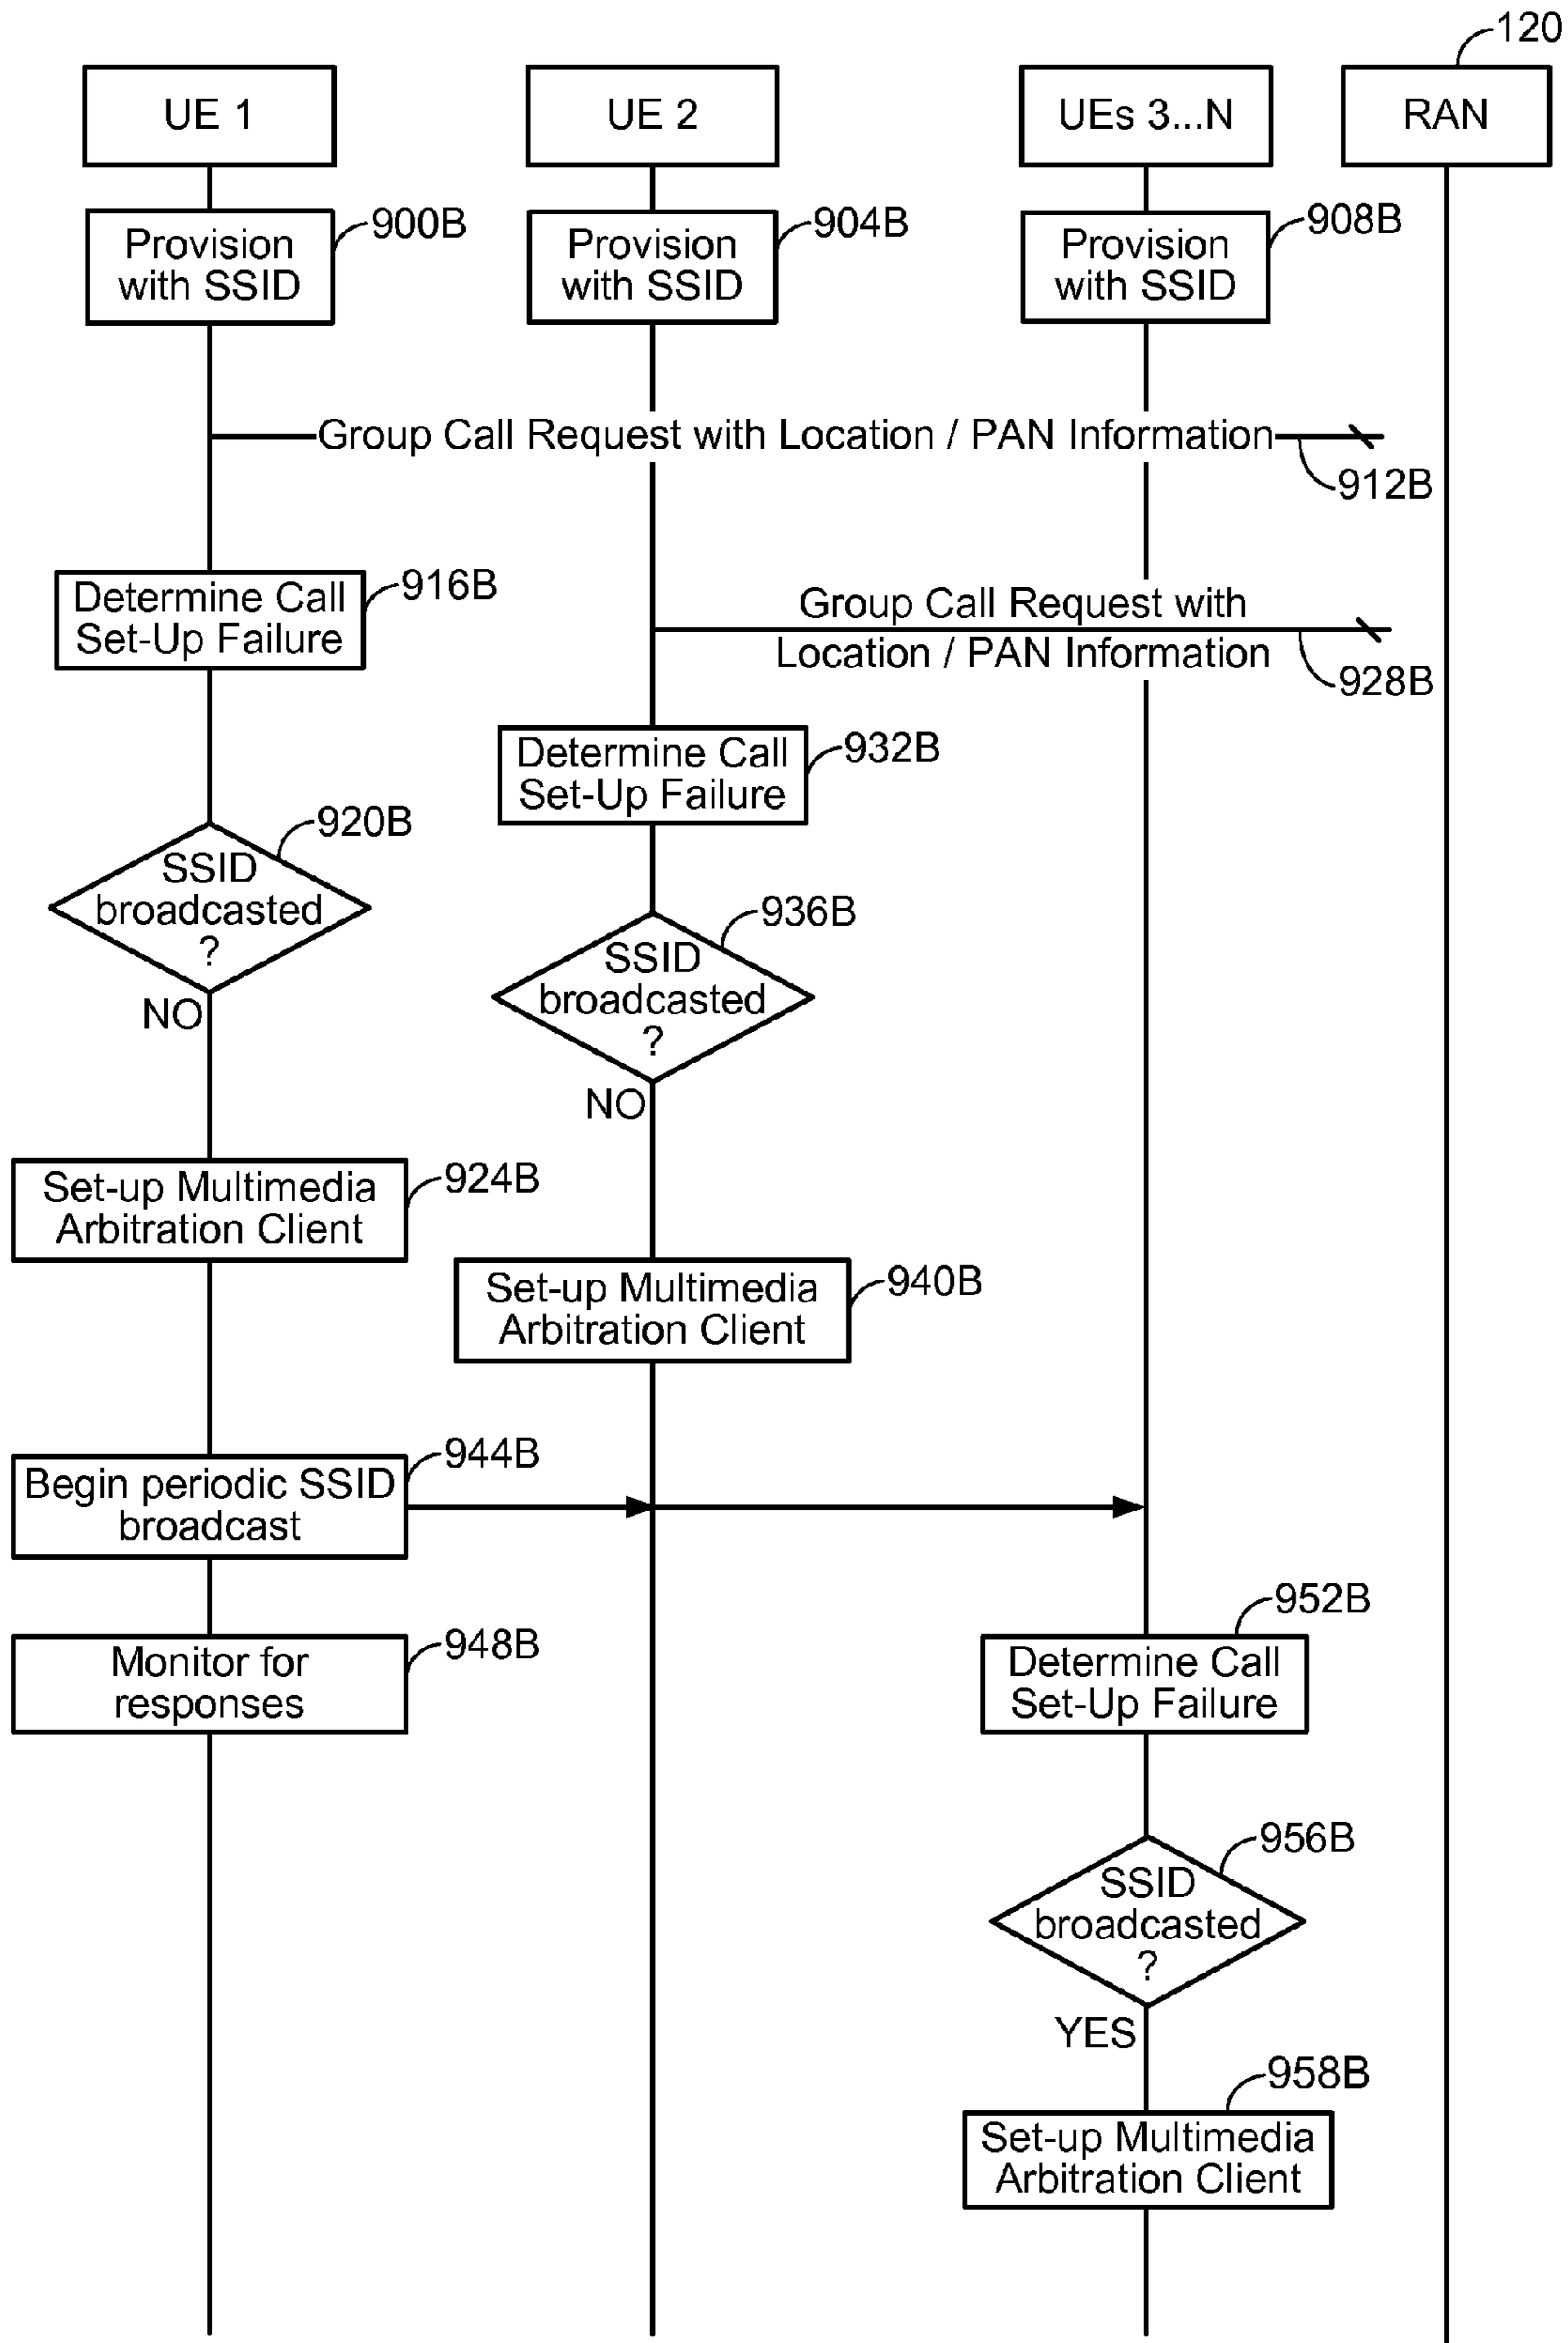 120
UE 1
UE 2
UEs 3...N
RAN
Provision
with SSID
900B
Provision
with SSID
904B
Provision
with SSID
908B
Group Call Request with Location / PAN Information
912B
Determine Call
Set-Up Failure
916B
Group Call Request with
Location / PAN Information
928B
Determine Call
Set-Up Failure
932B
920B
SSID
broadcasted
?
NO
936B
SSID
broadcasted
?
NO
Set-up Multimedia
Arbitration Client
924B
Set-up Multimedia
Arbitration Client
940B
Begin periodic SSID
broadcast
944B
Monitor for
responses
948B
952B
Determine Call
Set-Up Failure
956B
SSID
broadcasted
?
YES
958B
Set-up Multimedia
Arbitration Client